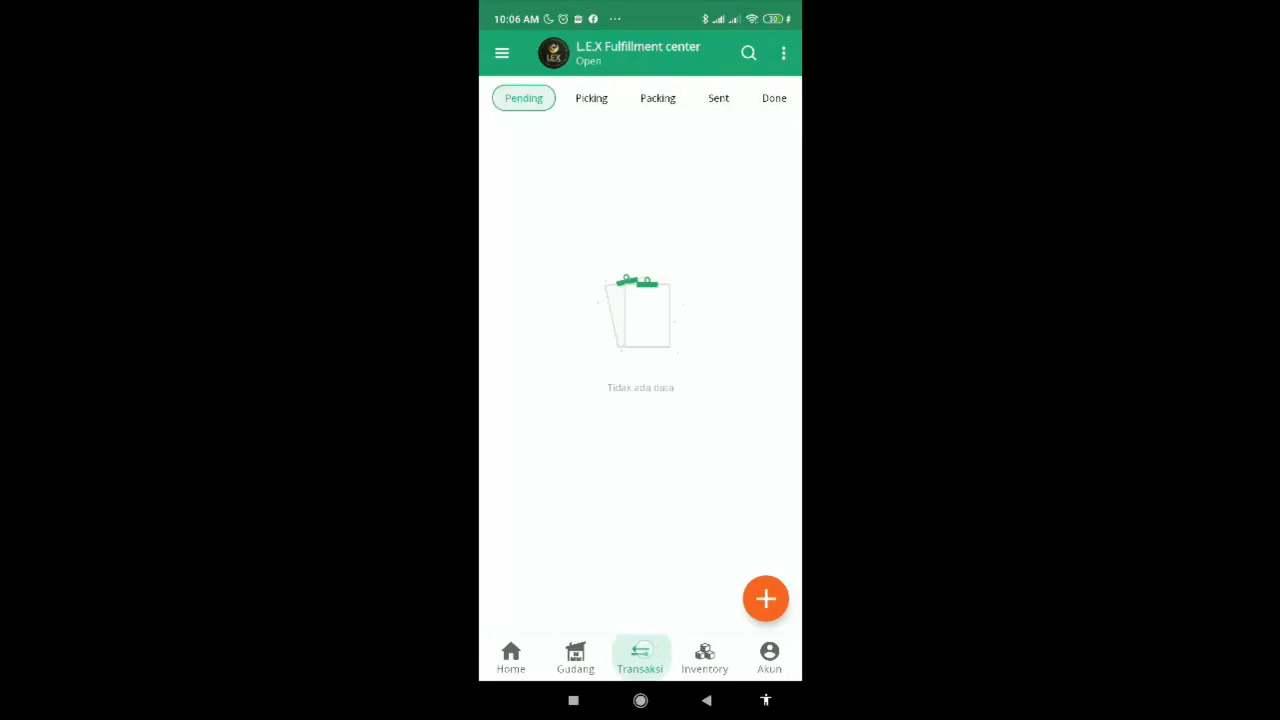 10:06 AM
30
L.E.X Fulfillment center
Open
Pending Picking Packing Sent Done
Tidak ada data
Home Gudang Transaksi Inventory Akun